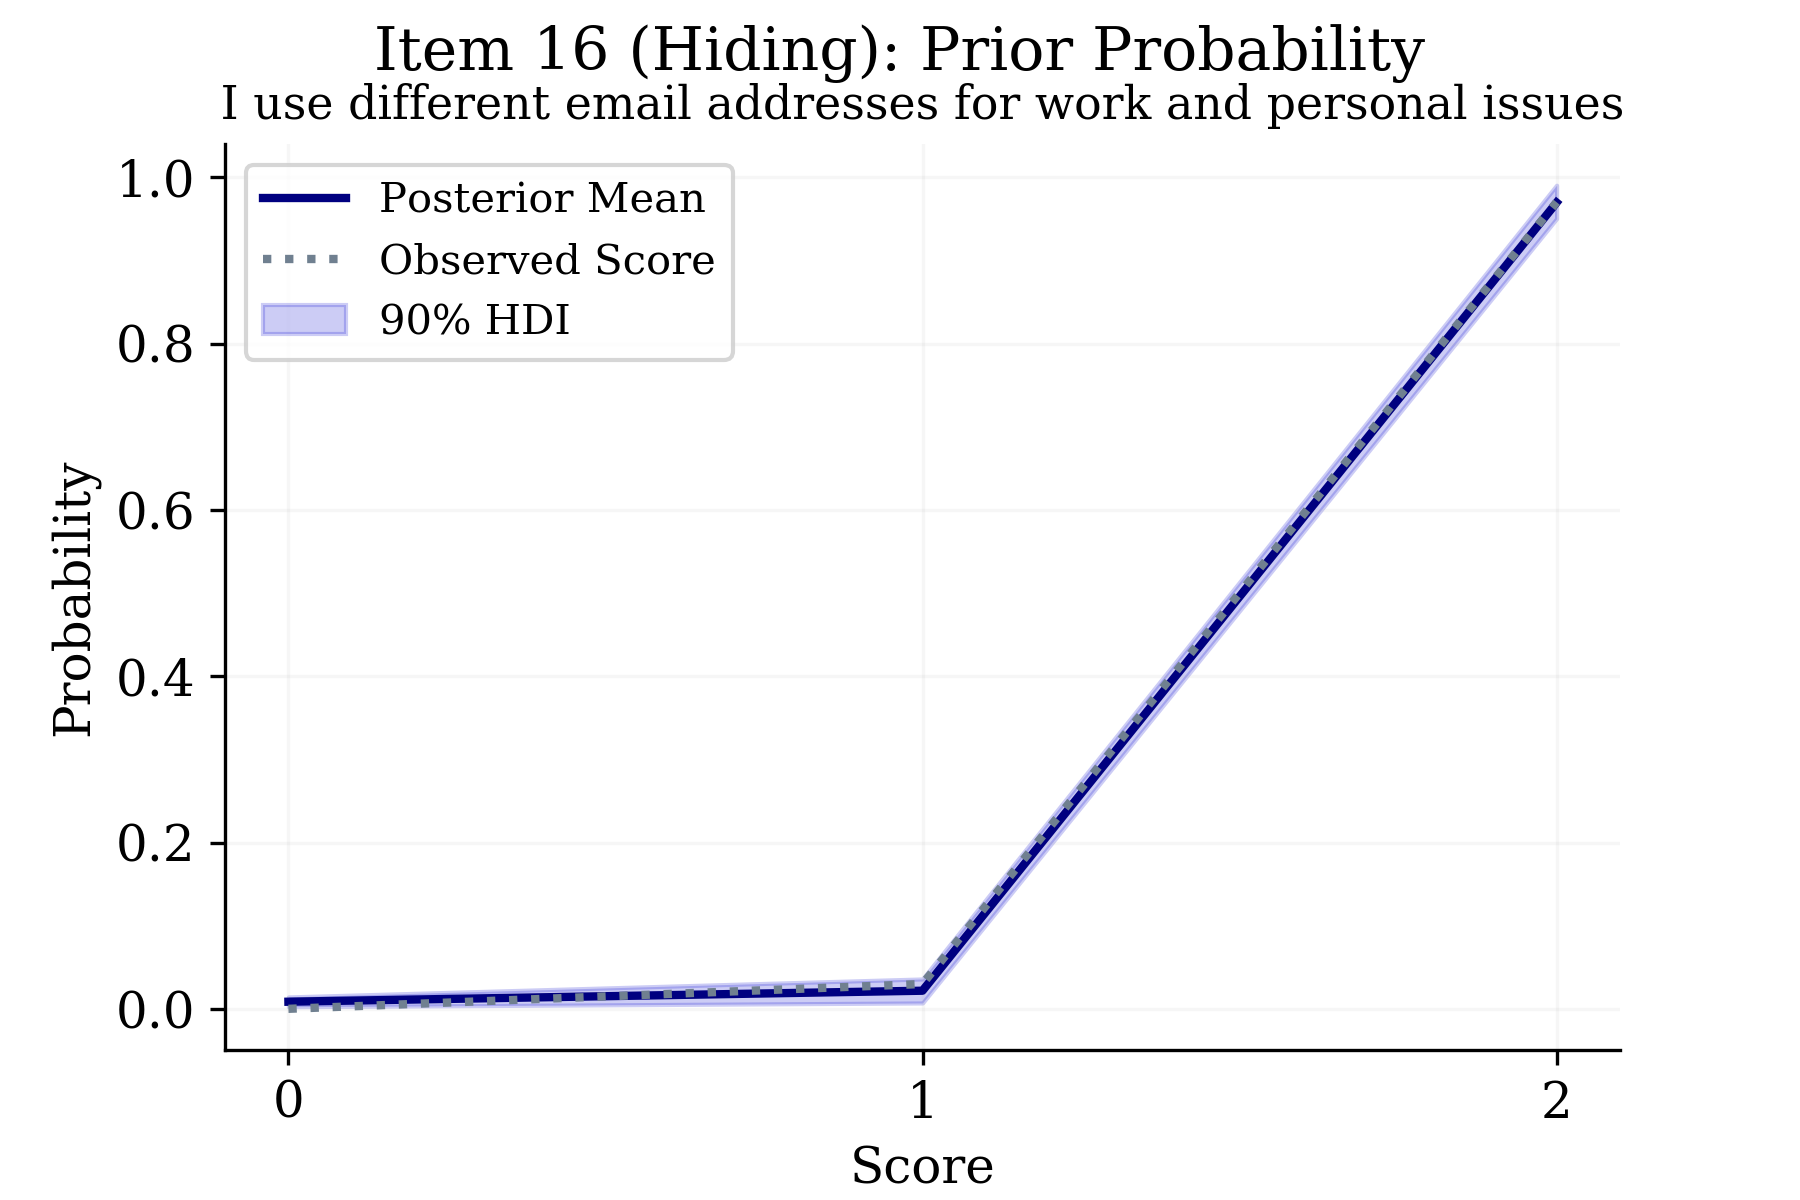 Item 16 (Hiding): Prior Probability
I use different email addresses for work and personal issues
Posterior Mean
Observed Score
90% HDI
1.0
0.8
0.6
0.4
0.2
0.0
Probability
0
1
2
Score